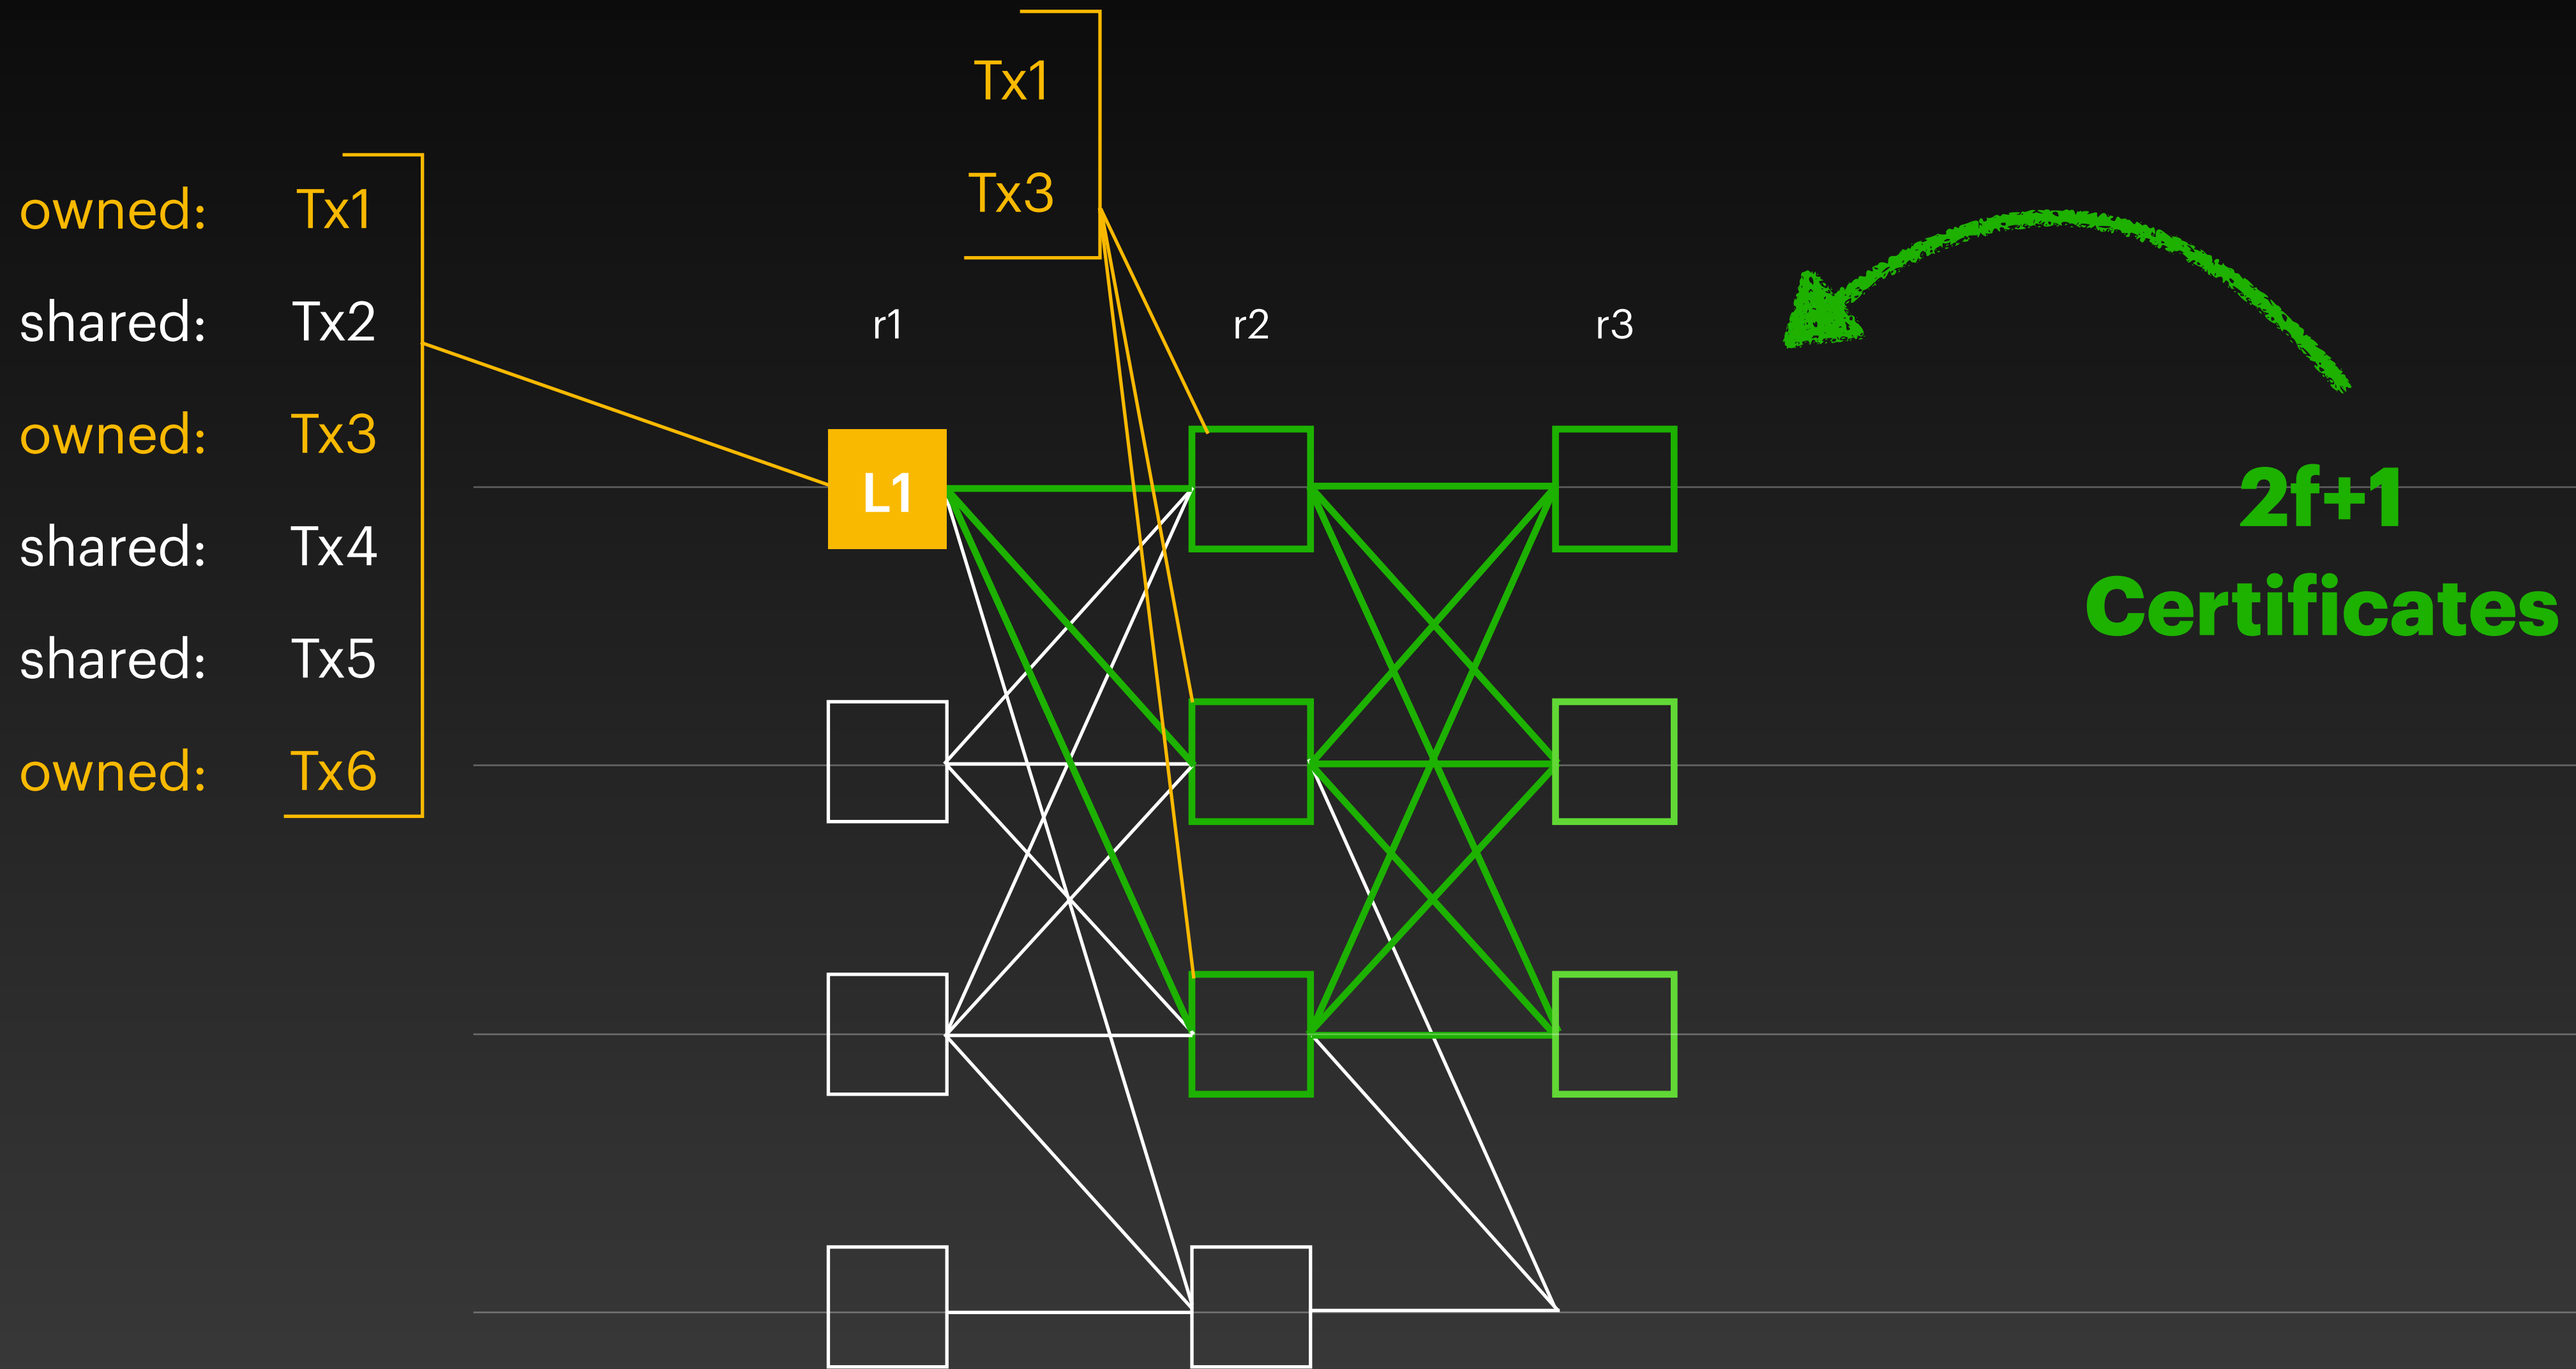 Tx1
Tx3
owned: Tx1
shared: Tx2
owned: Tx3
shared: Tx4
shared: Tx5
owned: Tx6
r1 r2 r3
L1
2f+1
Certificates